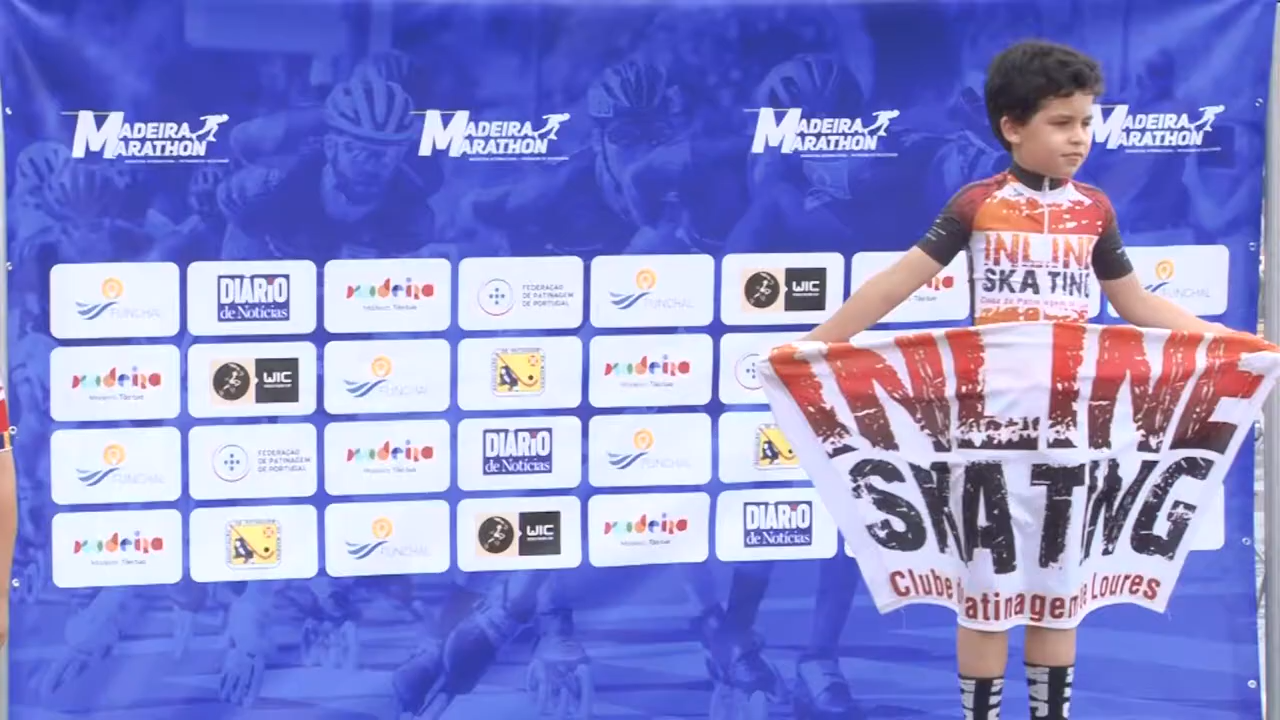 MADEIRA
MARATHON
MADEIRA
MARATHON
MADEIRA
MARATHON
MADEIRA
MARATHON
FUNCHAL
DIÁRIO
de Notícias
madeira
FEDERAÇÃO
DE PATINAGEM
DE PORTUGAL
FUNCHAL
WIC
FUNCHAL
madeira
WIC
FUNCHAL
madeira
FUNCHAL
FEDERAÇÃO
DE PATINAGEM
DE PORTUGAL
madeira
DIÁRIO
de Notícias
FUNCHAL
madeira
FUNCHAL
WIC
madeira
DIÁRIO
de Notícias
INLINE
SKATING
INLINE
SKATING
Clube atinagem Loures